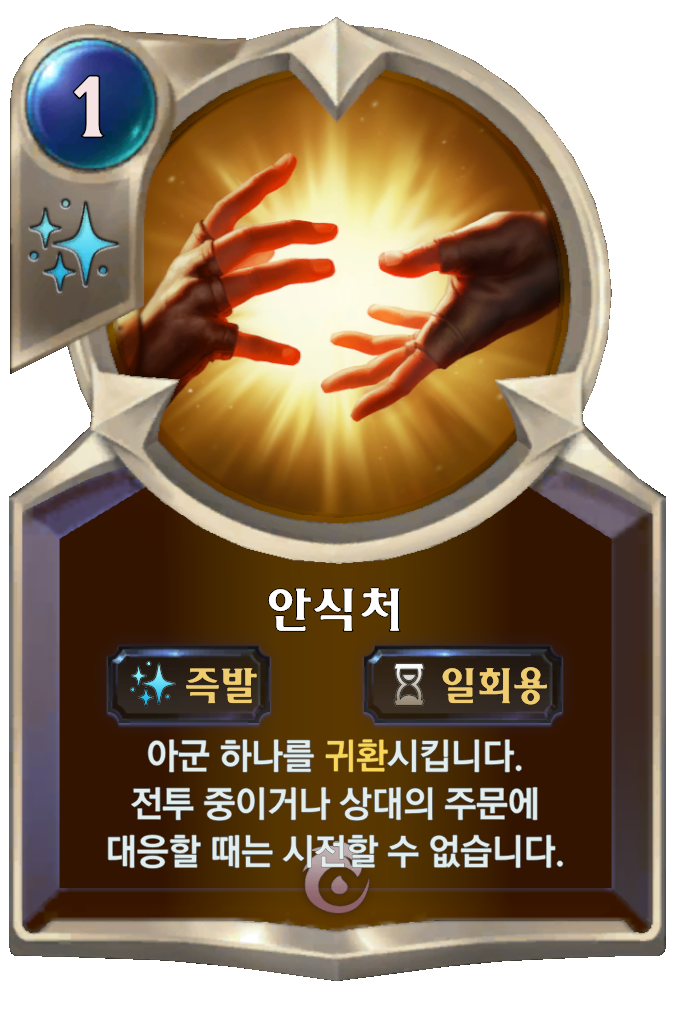 1
안식처
즉발 일회용
아군 하나를 귀환시킵니다.
전투 중이거나 상대의 주문에
대응할 때는 시전할 수 없습니다.